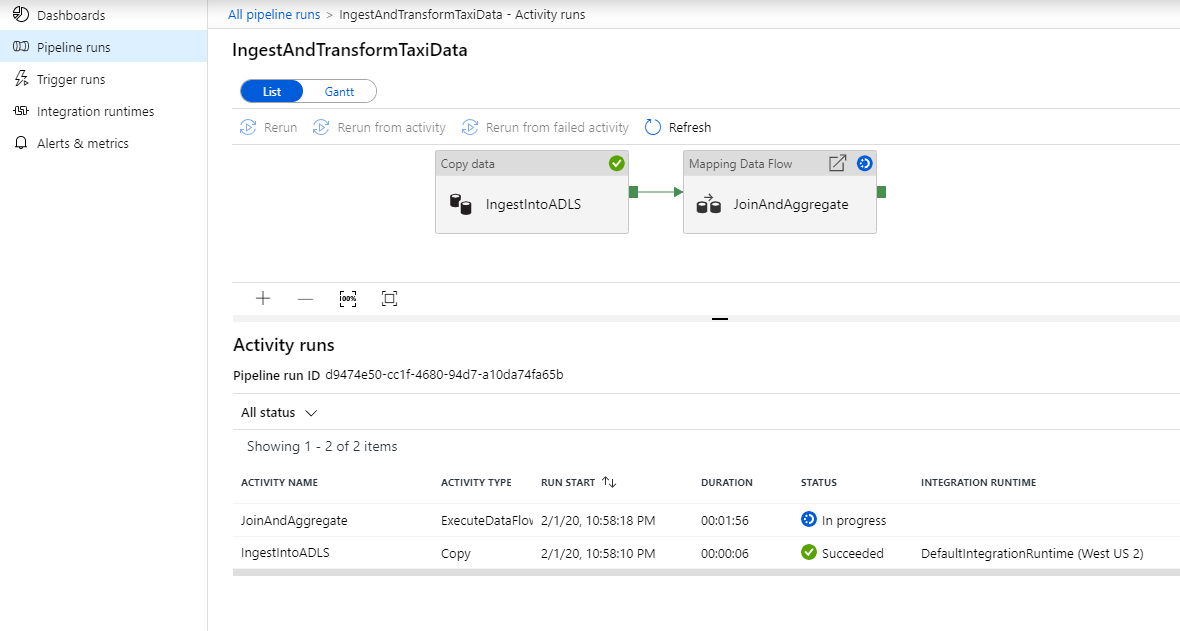 Dashboards
Pipeline runs
Trigger runs
Integration runtimes
Alerts & metrics
All pipeline runs > IngestAndTransformTaxiData - Activity runs
IngestAndTransformTaxiData
List Gantt
Rerun Rerun from activity Rerun from failed activity Refresh
Copy data
IngestIntoADLS
Mapping Data Flow
JoinAndAggregate
100%
Activity runs
Pipeline run ID d9474e50-cc1f-4680-94d7-a10da74fa65b
All status
Showing 1 - 2 of 2 items
ACTIVITY NAME ACTIVITY TYPE RUN START DURATION STATUS INTEGRATION RUNTIME
JoinAndAggregate ExecuteDataFlow 2/1/20, 10:58:18 PM 00:01:56 In progress
IngestIntoADLS Copy 2/1/20, 10:58:10 PM 00:00:06 Succeeded DefaultIntegrationRuntime (West US 2)